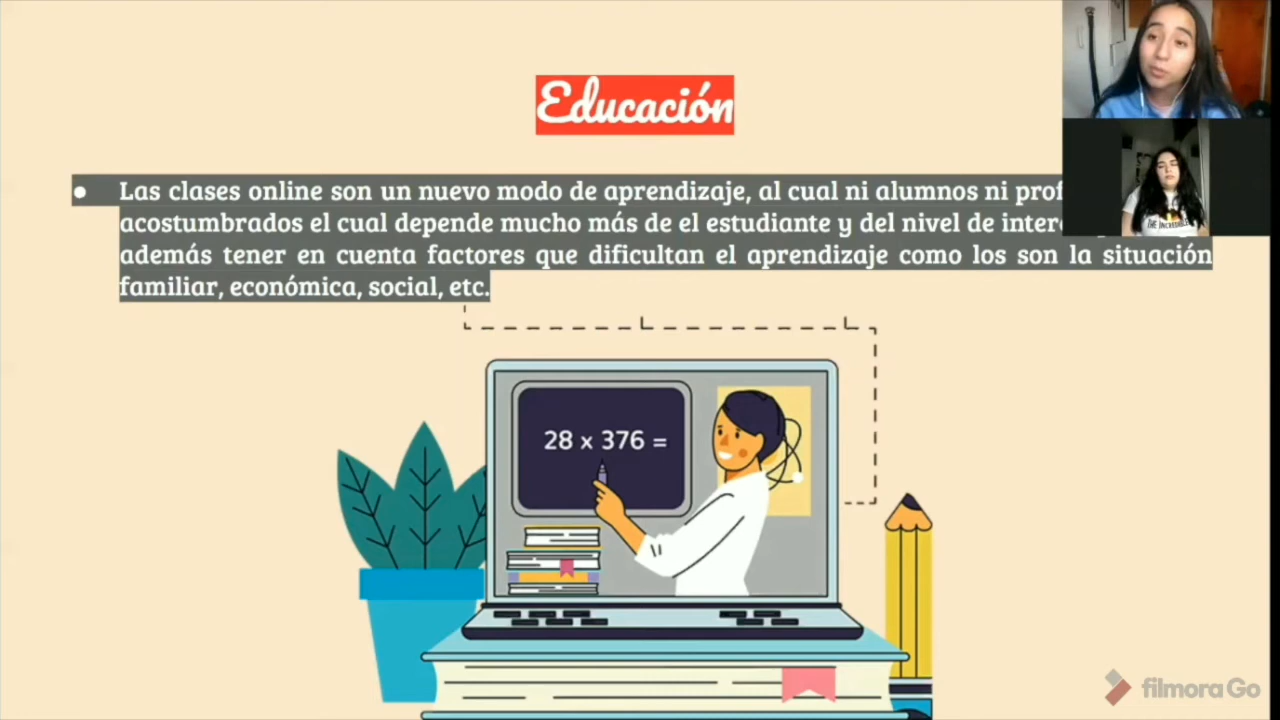 Educación
● Las clases online son un nuevo modo de aprendizaje, al cual ni alumnos ni
acostumbrados el cual depende mucho más de el estudiante y del nivel de
además tener en cuenta factores que dificultan el aprendizaje como los son la situación
familiar, económica, social, etc.
28 x 376 =
THE
filmora Go